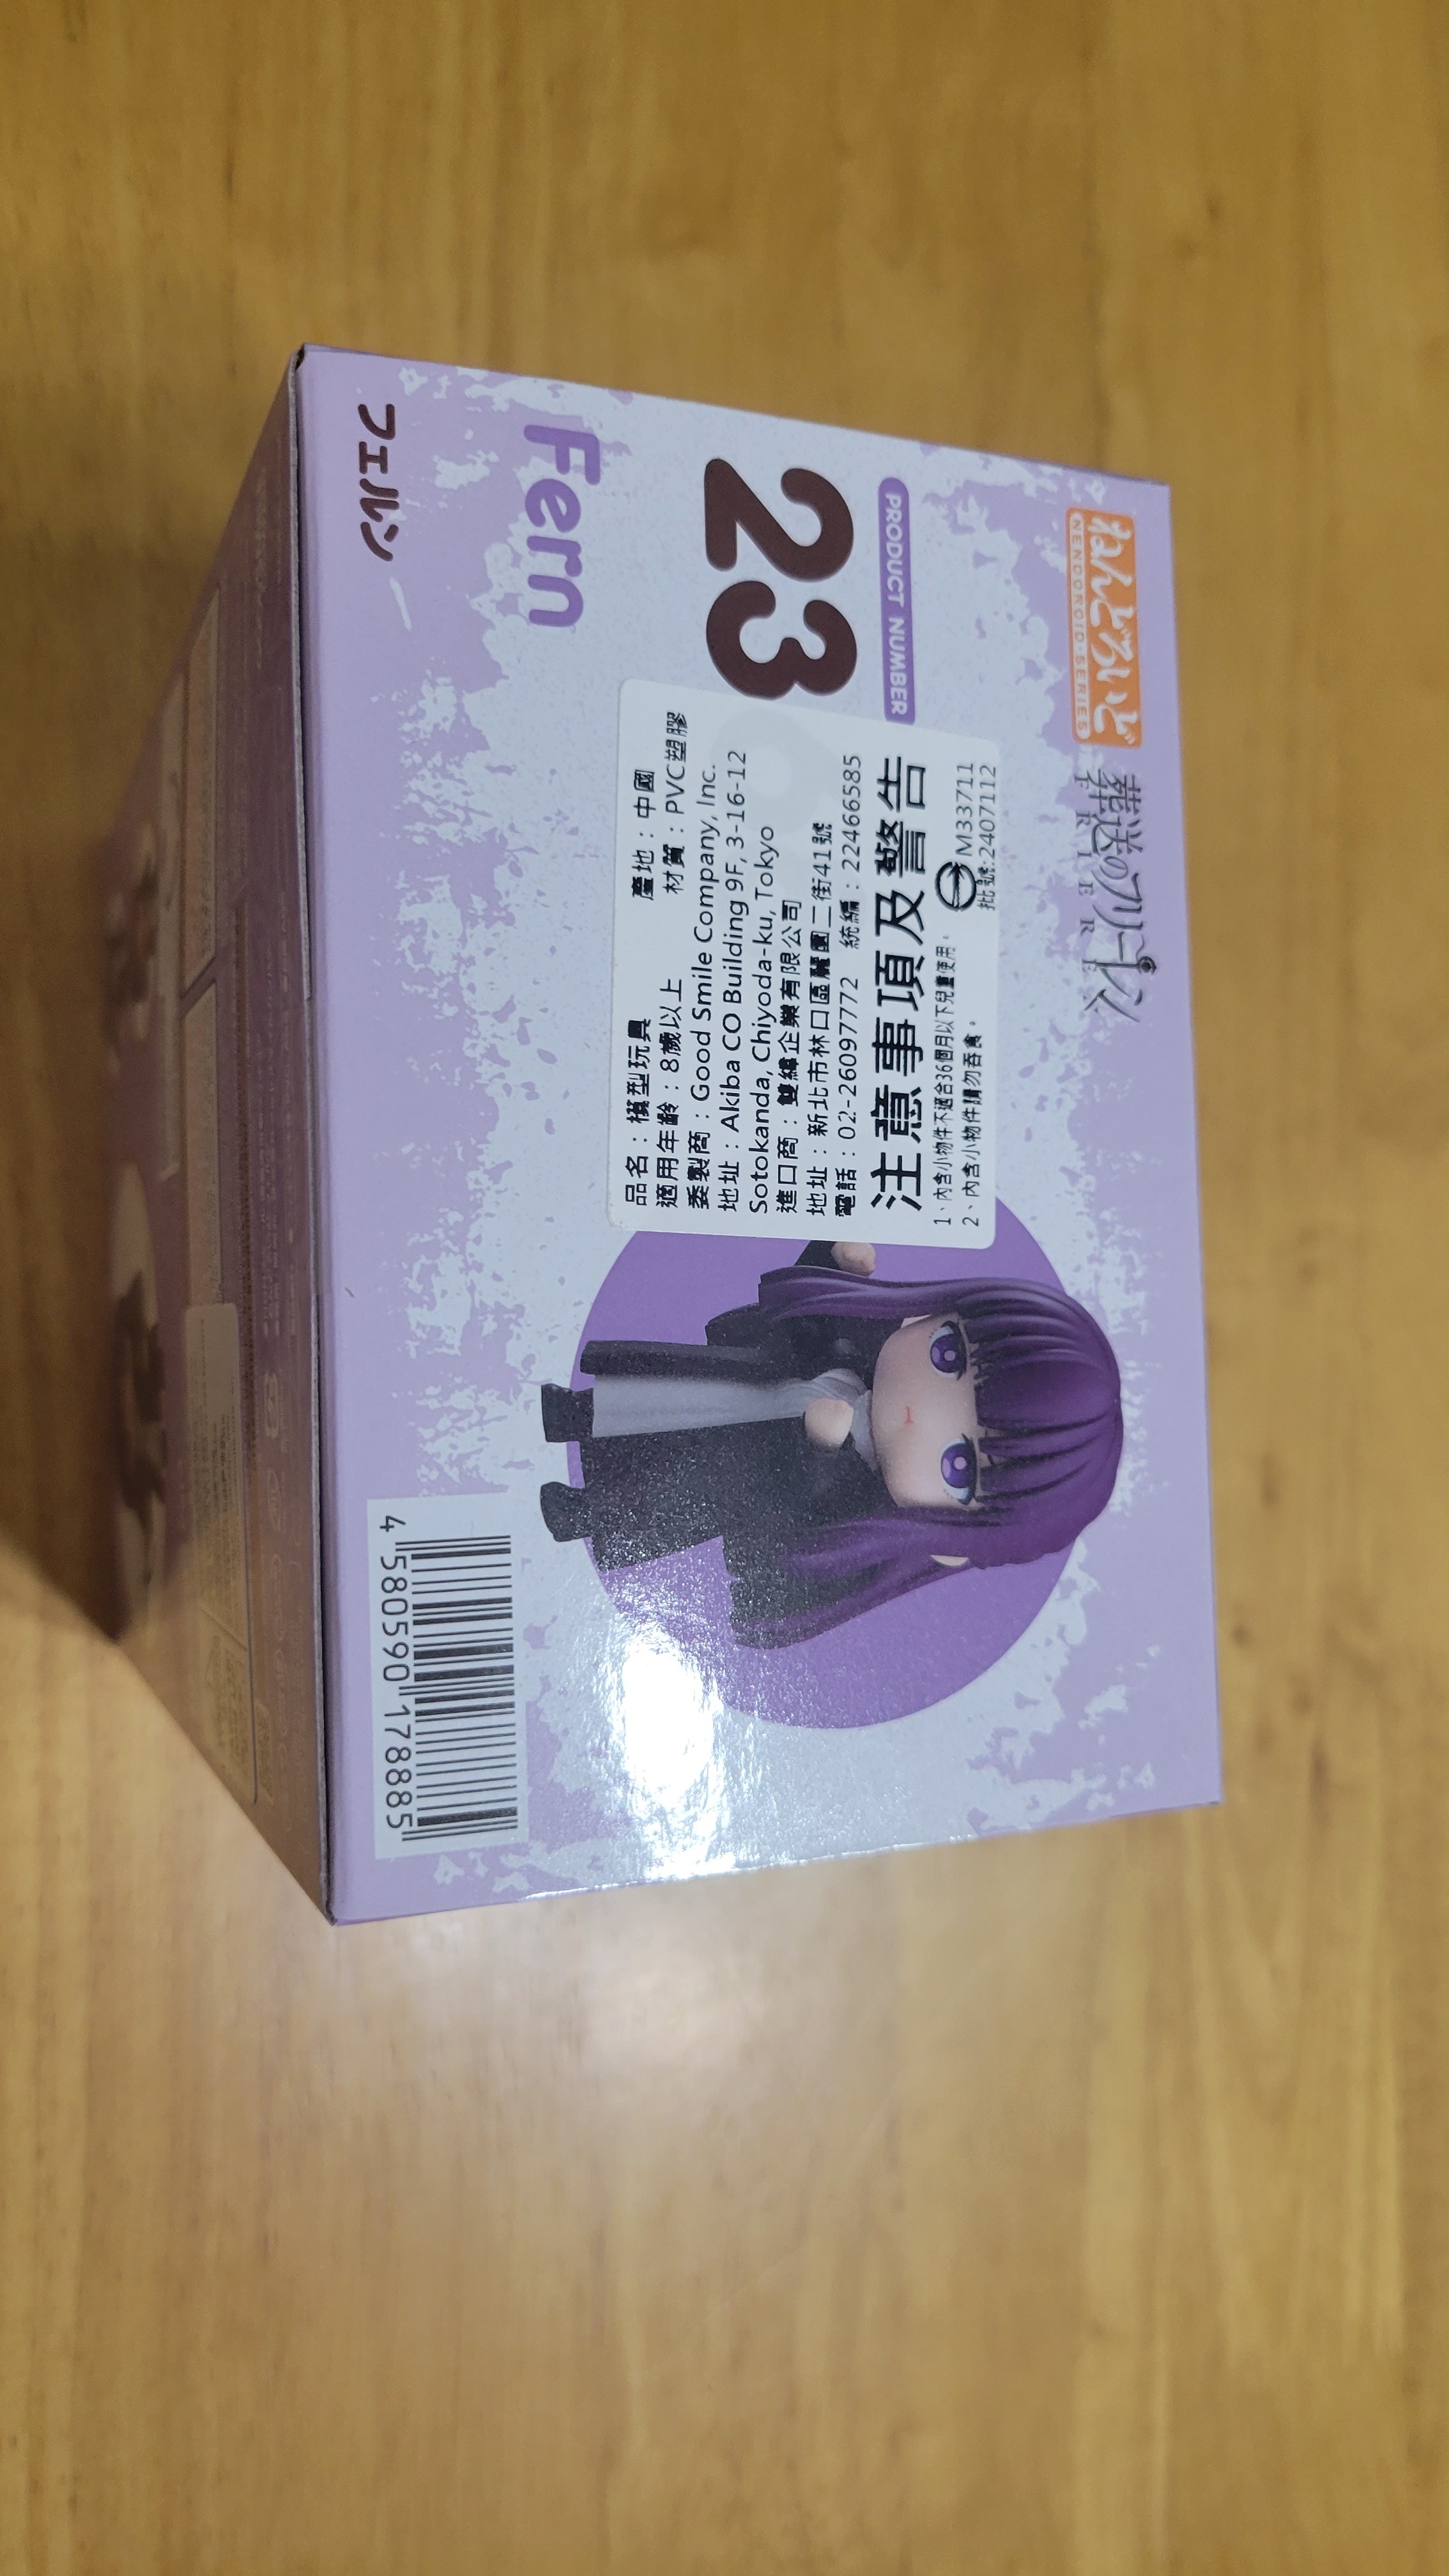 ねんどろいど
NENDOROID·SERIES
葬送のフリーレン
FRIEREN
PRODUCT NUMBER
23
Fern
フェルン
品名：模型玩具 產地：中國
適用年齡：8歲以上 材質：PVC塑膠
委製商：Good Smile Company, Inc.
地址：Akiba CO Building 9F, 3-16-12
Sotokanda, Chiyoda-ku, Tokyo
進口商：雙緯企業有限公司
地址：新北市林口區麗園二街41號
電話：02-26097772 統編：22466585
注意事項及警告
M33711
批號:2407112
1、內含小物件不適合36個月以下兒童使用。
2、內含小物件請勿吞食。
4 580590 178885